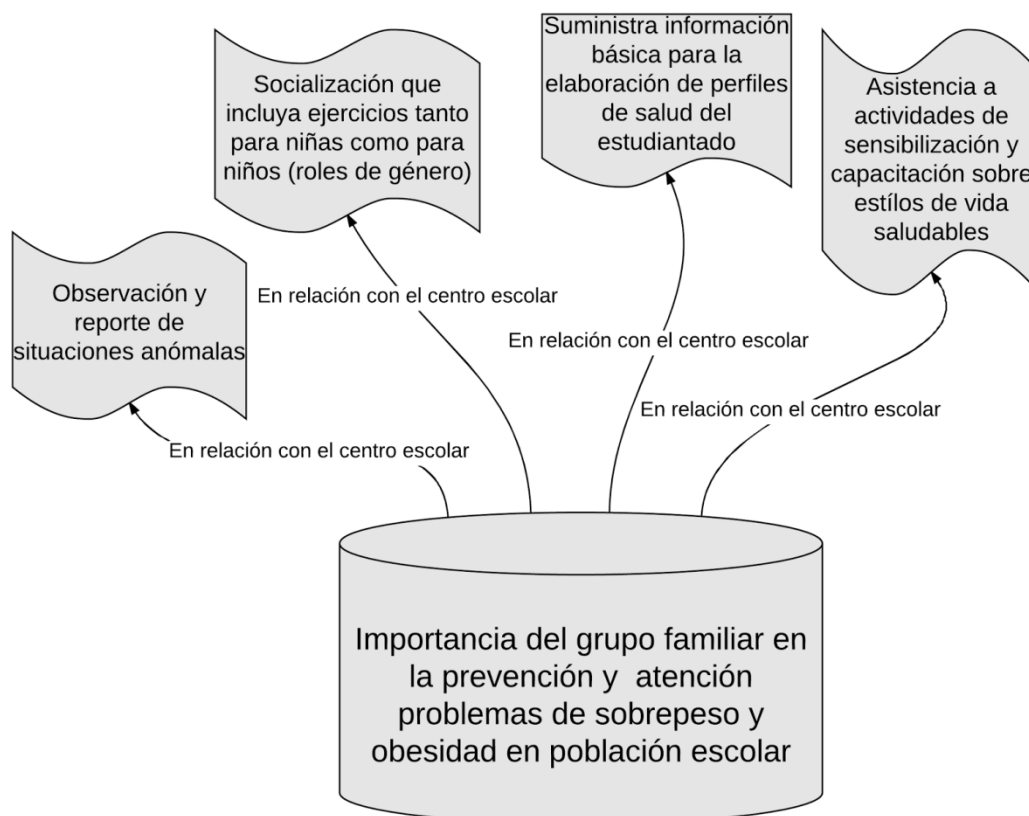 Suministra información
básica para la
elaboración de perfiles
de salud del
estudiantado
Socialización que
incluya ejercicios tanto
para niñas como para
niños (roles de género)
Asistencia a
actividades de
sensibilización y
capacitación sobre
estílos de vida
saludables
Observación y
reporte de
situaciones anómalas
En relación con el centro escolar
En relación con el centro escolar
En relación con el centro escolar
En relación con el centro escolar
Importancia del grupo familiar en
la prevención y  atención
problemas de sobrepeso y
obesidad en población escolar